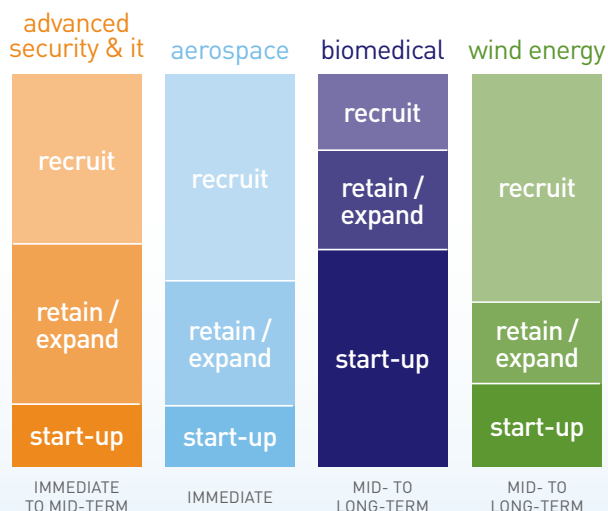 advanced
security & it
aerospace
biomedical
wind energy
recruit
retain /
expand
start-up
IMMEDIATE
TO MID-TERM
recruit
retain /
expand
start-up
IMMEDIATE
recruit
retain /
expand
start-up
MID- TO
LONG-TERM
recruit
retain /
expand
start-up
MID- TO
LONG-TERM